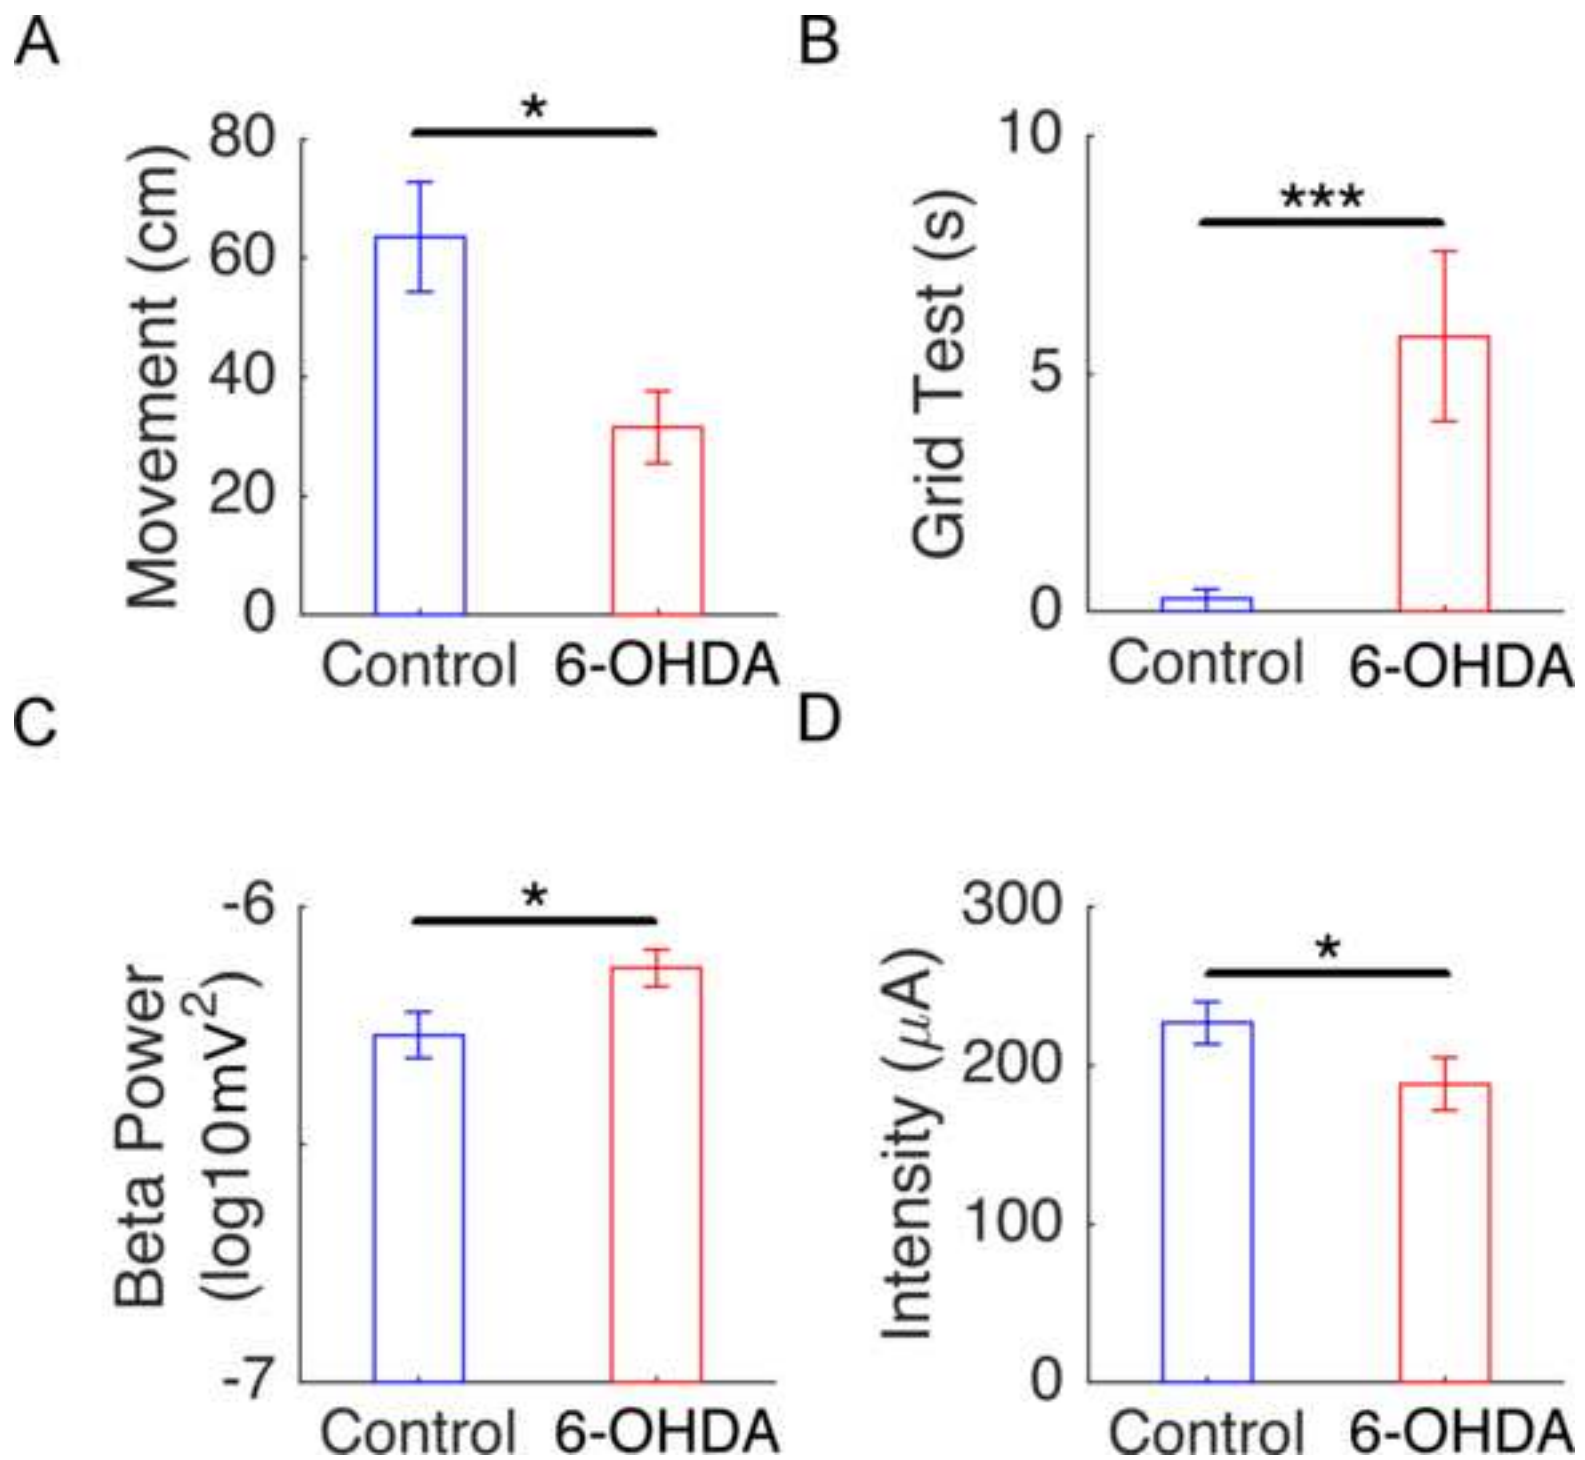 A
*
Movement (cm)
80
60
40
20
0
Control 6-OHDA
B
***
Grid Test (s)
10
5
0
Control 6-OHDA
C
*
Beta Power
(log10mV²)
-6
-7
Control 6-OHDA
D
*
Intensity (μA)
300
200
100
0
Control 6-OHDA